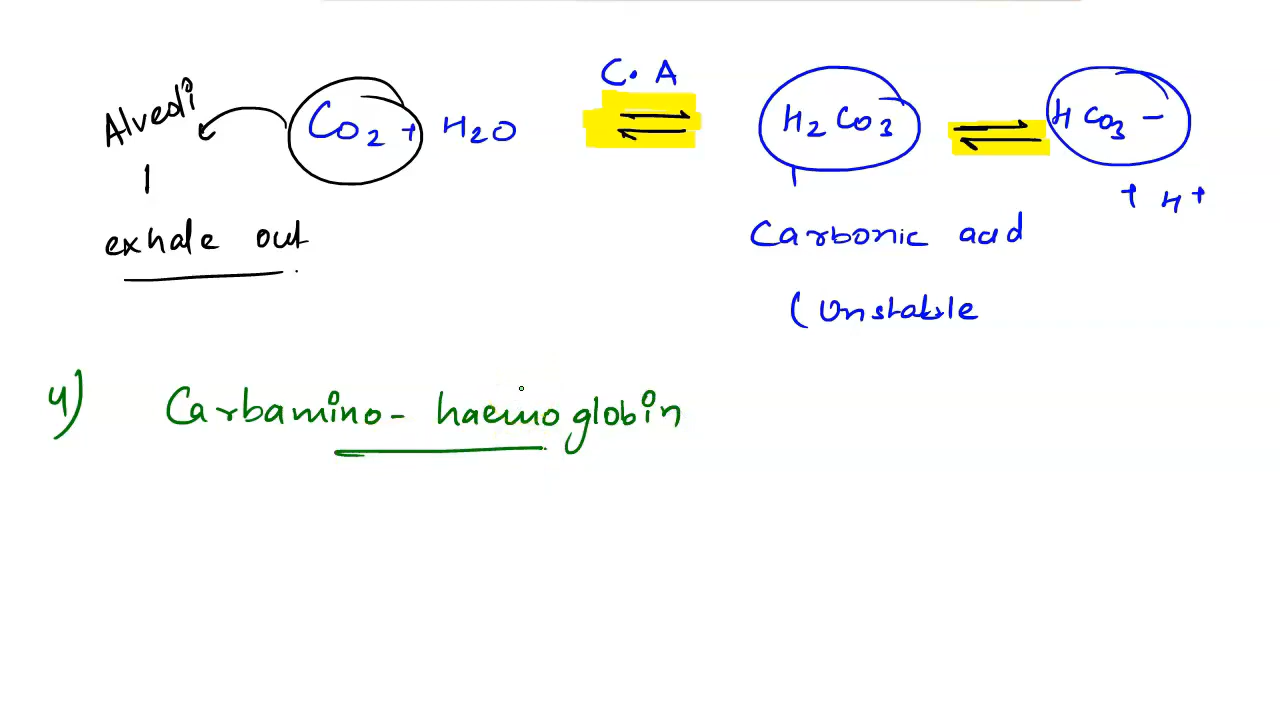 C. A
Alveoli CO2 + H2O ⇌ H2CO3 ⇌ HCO3 -
+ H+
exhale out Carbonic acid
(Unstable
4) Carbamino - haemoglobin